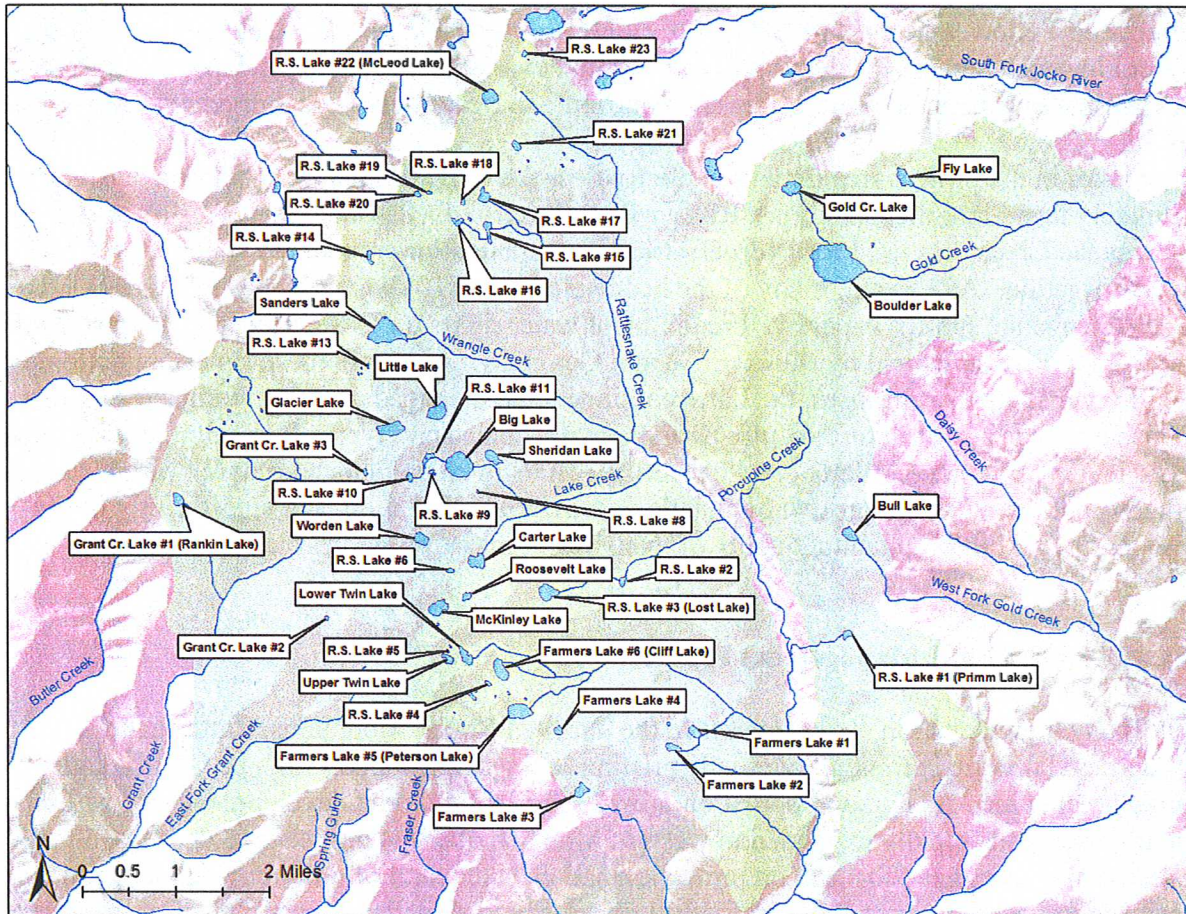 R.S. Lake #23
R.S. Lake #22 (McLeod Lake)
South Fork Jocko River
R.S. Lake #21
R.S. Lake #19
R.S. Lake #18
Fly Lake
R.S. Lake #20
Gold Cr. Lake
R.S. Lake #17
R.S. Lake #14
R.S. Lake #15
Gold Creek
R.S. Lake #16
Sanders Lake
Boulder Lake
Rattlesnake Creek
R.S. Lake #13
Wrangle Creek
Little Lake
R.S. Lake #11
Glacier Lake
Big Lake
Grant Cr. Lake #3
Sheridan Lake
Daisy Creek
Porcupine Creek
R.S. Lake #10
Lake Creek
R.S. Lake #9
R.S. Lake #8
Bull Lake
Worden Lake
Grant Cr. Lake #1 (Rankin Lake)
Carter Lake
R.S. Lake #6
Roosevelt Lake
R.S. Lake #2
Lower Twin Lake
R.S. Lake #3 (Lost Lake)
West Fork Gold Creek
McKinley Lake
Grant Cr. Lake #2
R.S. Lake #5
Farmers Lake #6 (Cliff Lake)
Butler Creek
Upper Twin Lake
R.S. Lake #1 (Primm Lake)
R.S. Lake #4
Farmers Lake #4
Farmers Lake #1
Farmers Lake #5 (Peterson Lake)
Grant Creek
East Fork Grant Creek
Farmers Lake #2
Farmers Lake #3
Spring Gulch
Fraser Creek
N
0 0.5 1 2 Miles